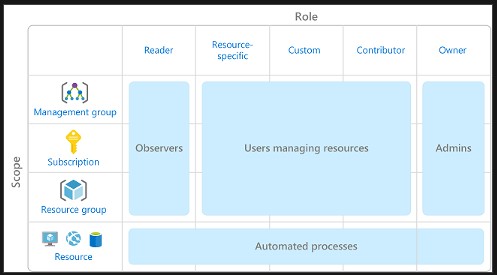 Role
Reader
Resource-
specific
Custom
Contributor
Owner
Scope
Management group
Subscription
Resource group
Resource
Observers
Users managing resources
Admins
Automated processes